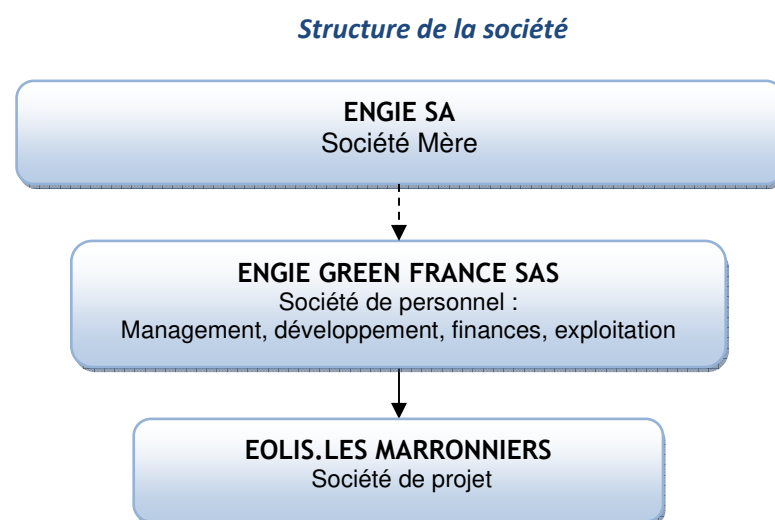 Structure de la société
ENGIE SA
Société Mère
ENGIE GREEN FRANCE SAS
Société de personnel :
Management, développement, finances, exploitation
EOLIS.LES MARRONNIERS
Société de projet